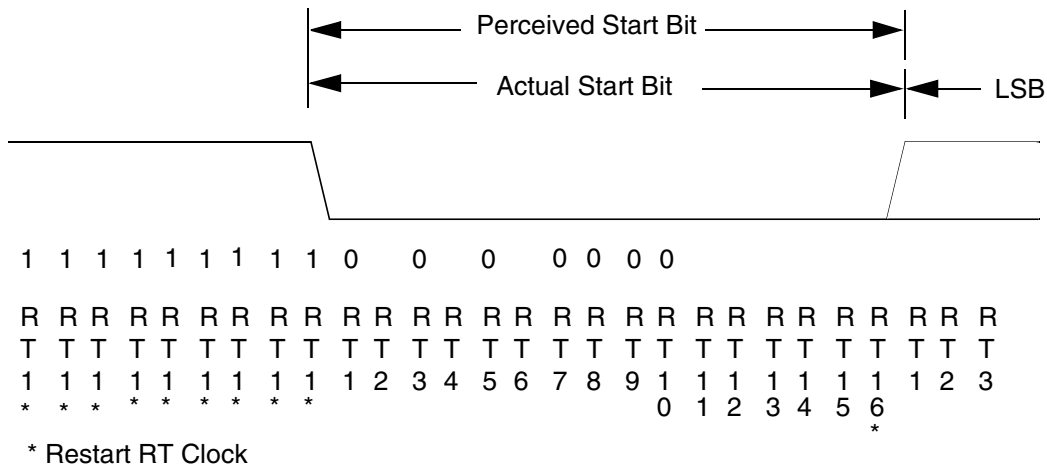 Perceived Start Bit
Actual Start Bit
LSB
1 1 1 1 1 1 1 1 1 0 0 0 0 0 0 0
R R R R R R R R R R R R R R R R R R R R R R R R R R R R
T T T T T T T T T T T T T T T T T T T T T T T T T T T T
1 1 1 1 1 1 1 1 1 1 2 3 4 5 6 7 8 9 1 1 1 1 1 1 1 1 2 3
* * * * * * * * * 0 1 2 3 4 5 6
*
* Restart RT Clock